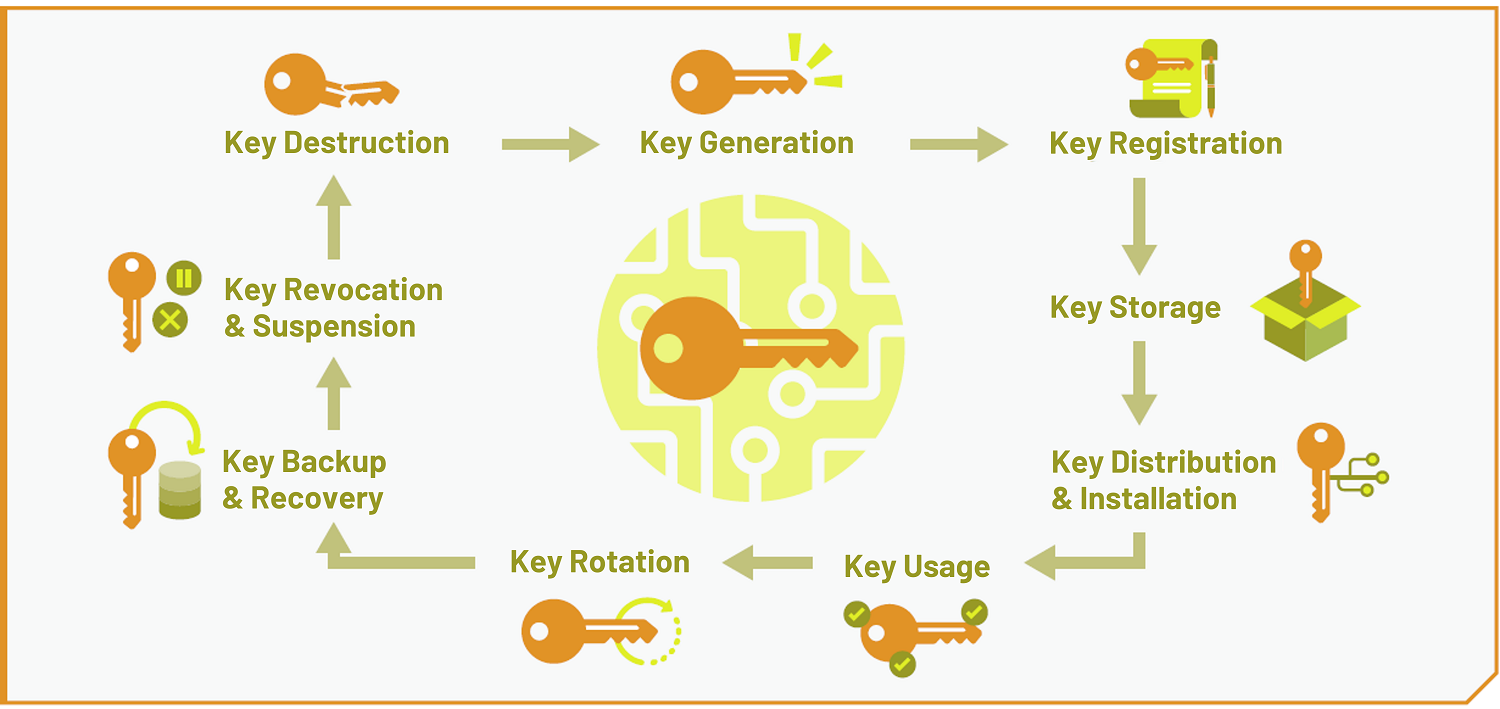 Key Destruction
Key Generation
Key Registration
Key Revocation
& Suspension
Key Storage
Key Backup
& Recovery
Key Distribution
& Installation
Key Rotation
Key Usage